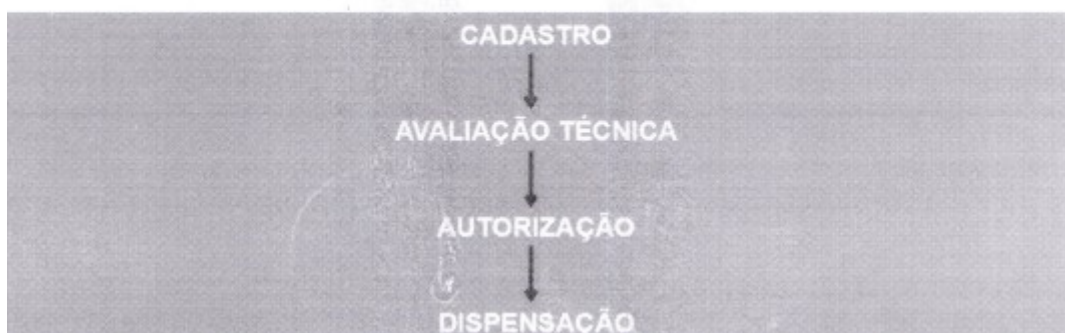 CADASTRO
AVALIAÇÃO TÉCNICA
AUTORIZAÇÃO
DISPENSAÇÃO